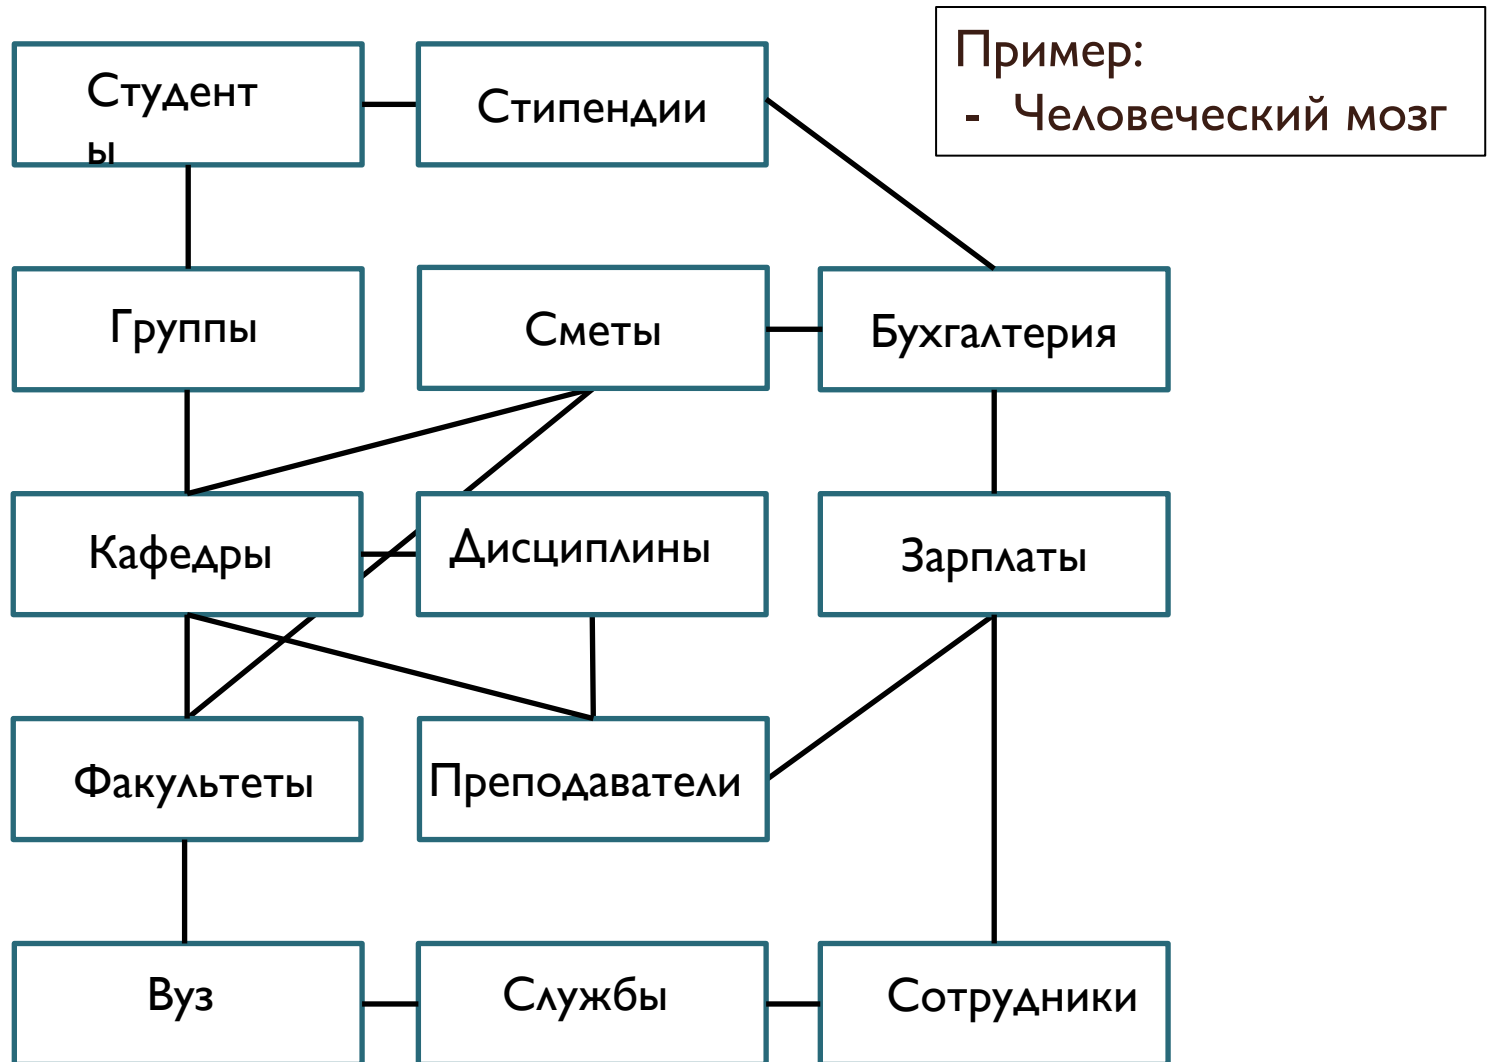 Студент
ы
Стипендии
Пример:
- Человеческий мозг
Группы
Сметы
Бухгалтерия
Кафедры
Дисциплины
Зарплаты
Факультеты
Преподаватели
Вуз
Службы
Сотрудники